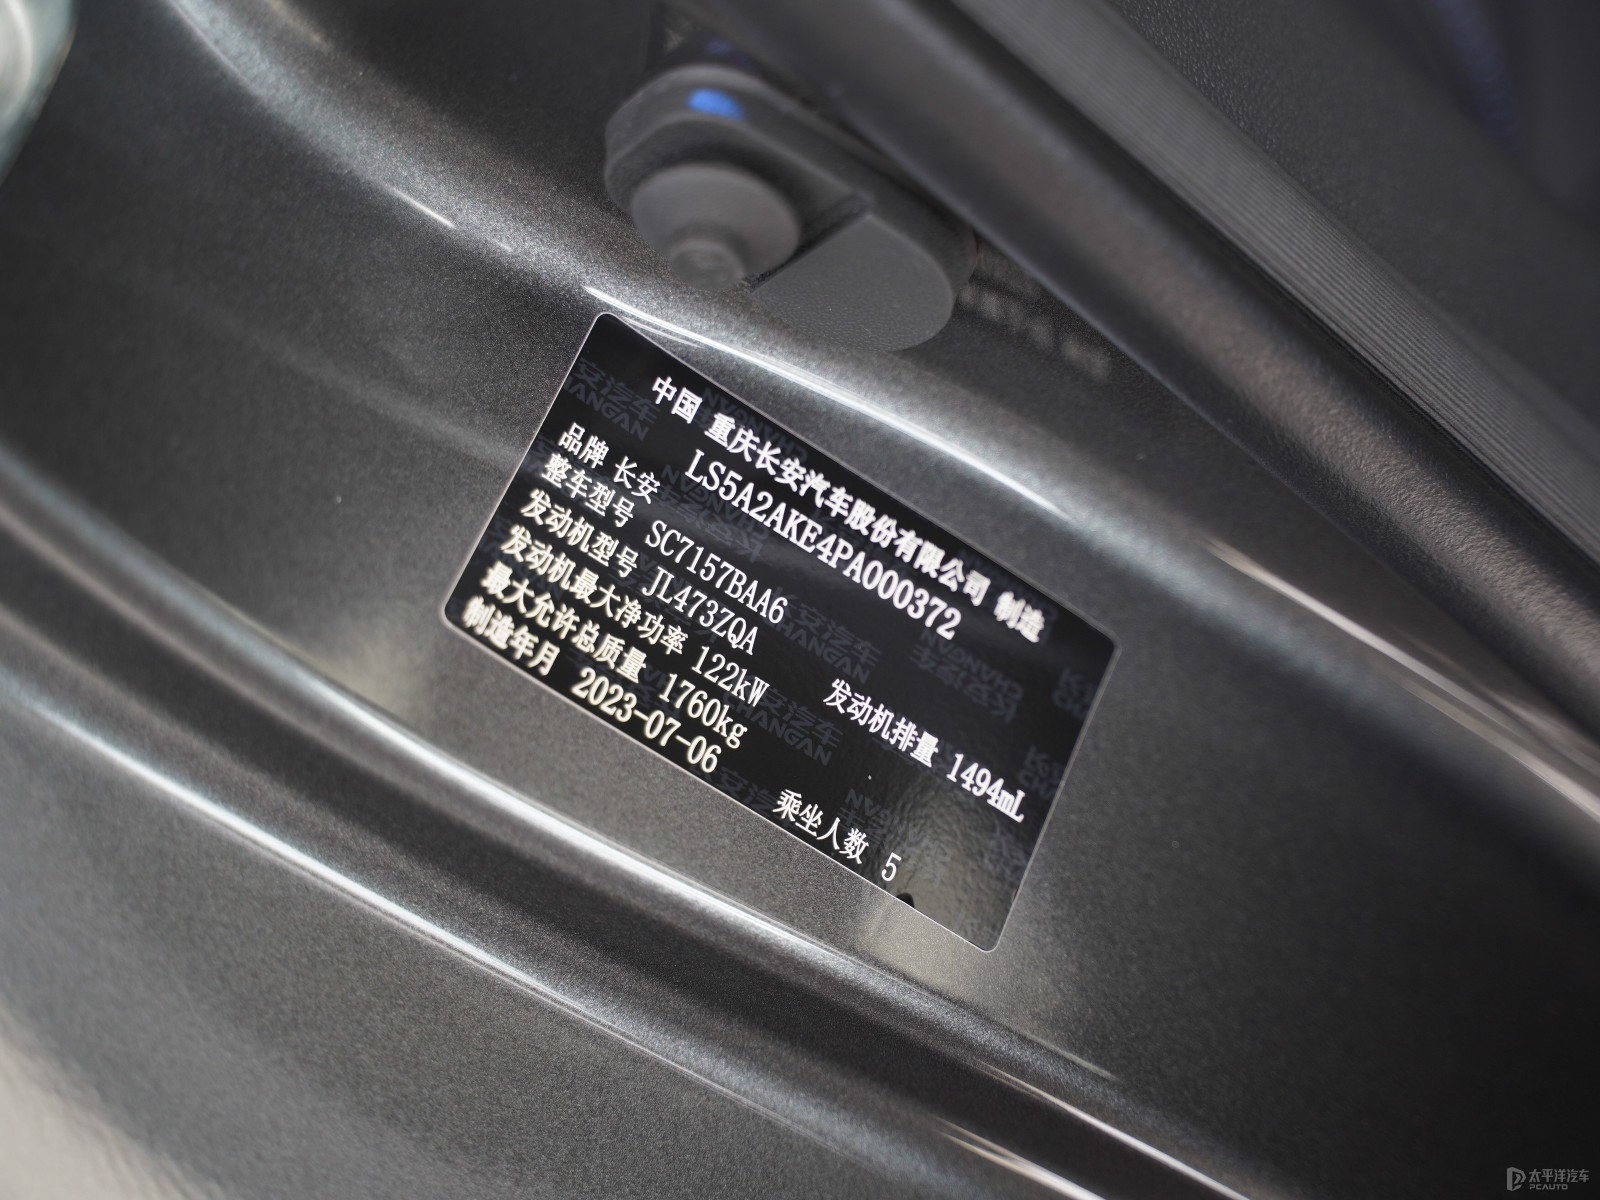 中国 重庆长安汽车股份有限公司 制造
LS5A2AKE4PA000372
品牌 长安
整车型号 SC7157BAA6
发动机型号 JL473ZQA
发动机最大净功率 122kW 发动机排量 1494mL
最大允许总质量 1760kg
制造年月 2023-07-06 乘坐人数 5
太平洋汽车
PCAUTO